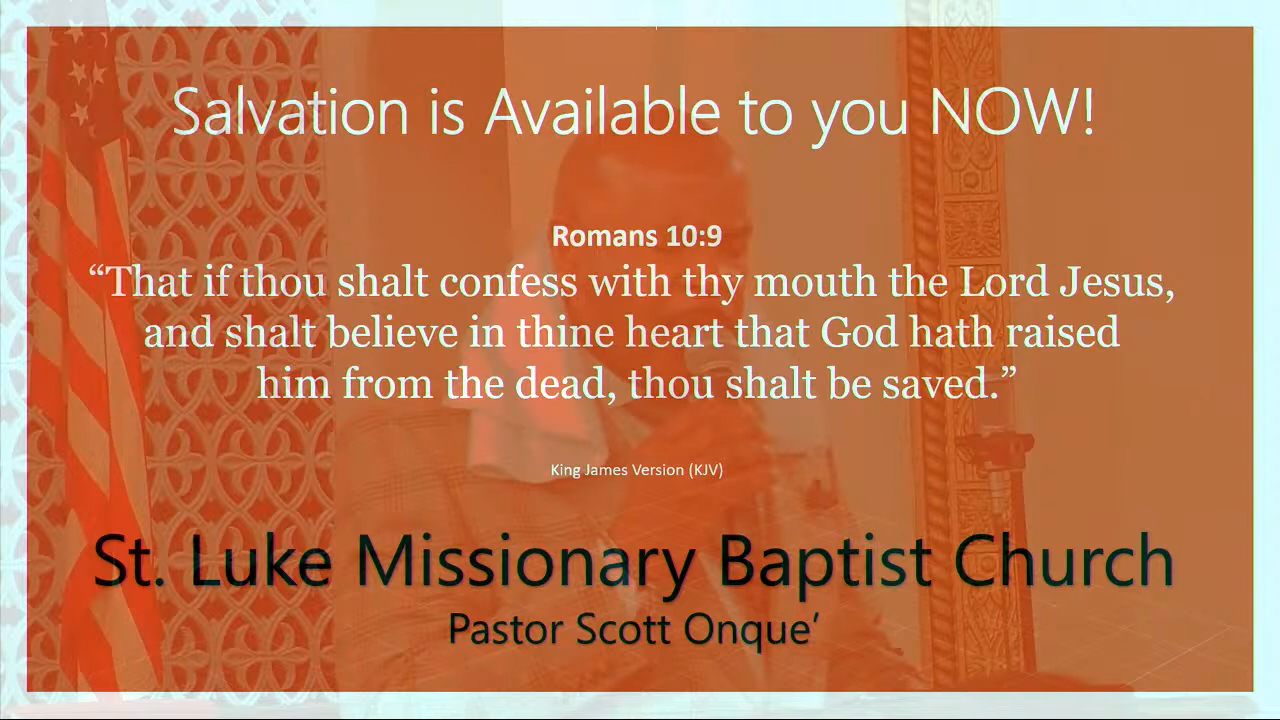 Salvation is Available to you NOW!
Romans 10:9
“That if thou shalt confess with thy mouth the Lord Jesus,
and shalt believe in thine heart that God hath raised
him from the dead, thou shalt be saved.”
King James Version (KJV)
St. Luke Missionary Baptist Church
Pastor Scott Onque’